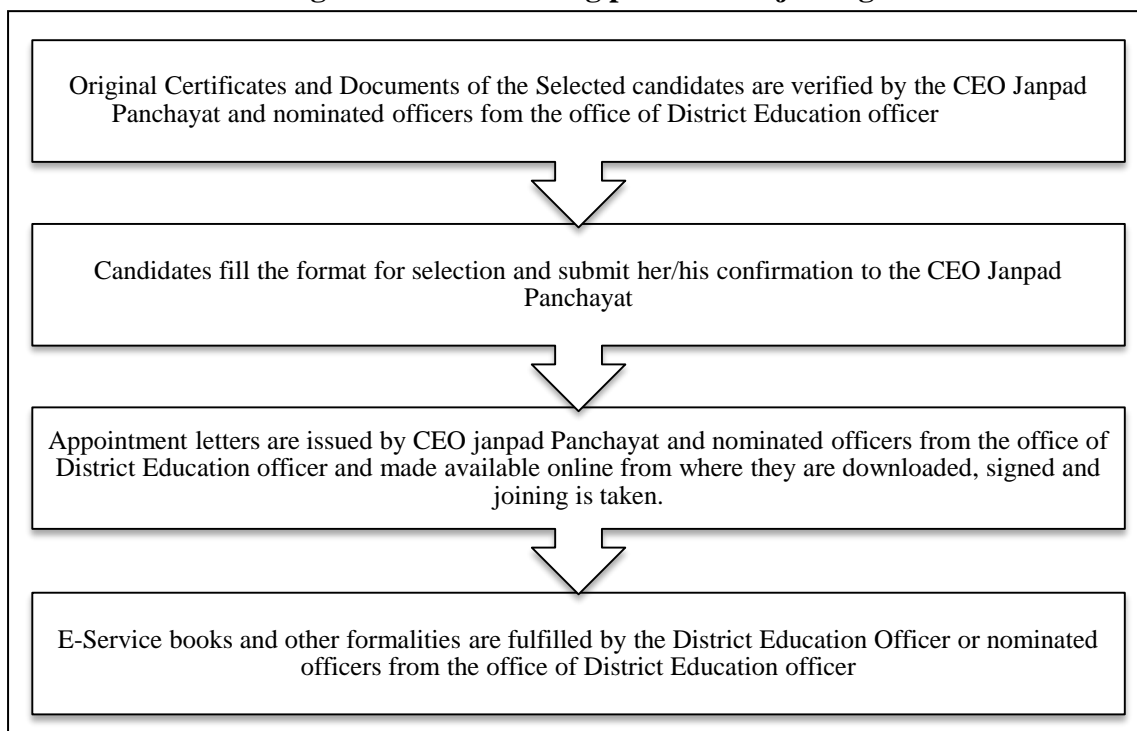 Original Certificates and Documents of the Selected candidates are verified by the CEO Janpad
Panchayat and nominated officers fom the office of District Education officer
Candidates fill the format for selection and submit her/his confirmation to the CEO Janpad
Panchayat
Appointment letters are issued by CEO janpad Panchayat and nominated officers from the office of
District Education officer and made available online from where they are downloaded, signed and
joining is taken.
E-Service books and other formalities are fulfilled by the District Education Officer or nominated
officers from the office of District Education officer